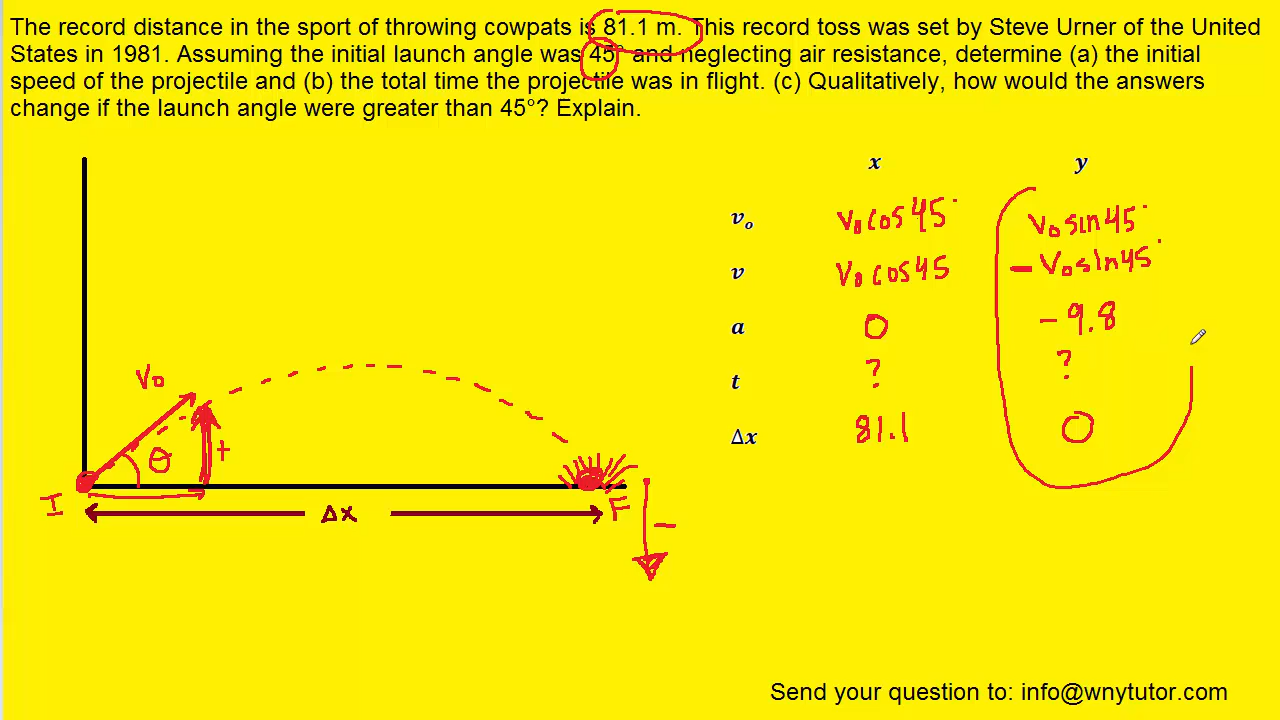 The record distance in the sport of throwing cowpats is 81.1 m. This record toss was set by Steve Urner of the United
States in 1981. Assuming the initial launch angle was 45° and neglecting air resistance, determine (a) the initial
speed of the projectile and (b) the total time the projectile was in flight. (c) Qualitatively, how would the answers
change if the launch angle were greater than 45°? Explain.
x y
v₀ v₀cos45° v₀sin45°
v v₀cos45 -v₀sin45°
a 0 -9.8
t ? ?
Δx 81.1 0
v₀
θ +
I F
Δx -
Send your question to: info@wnytutor.com